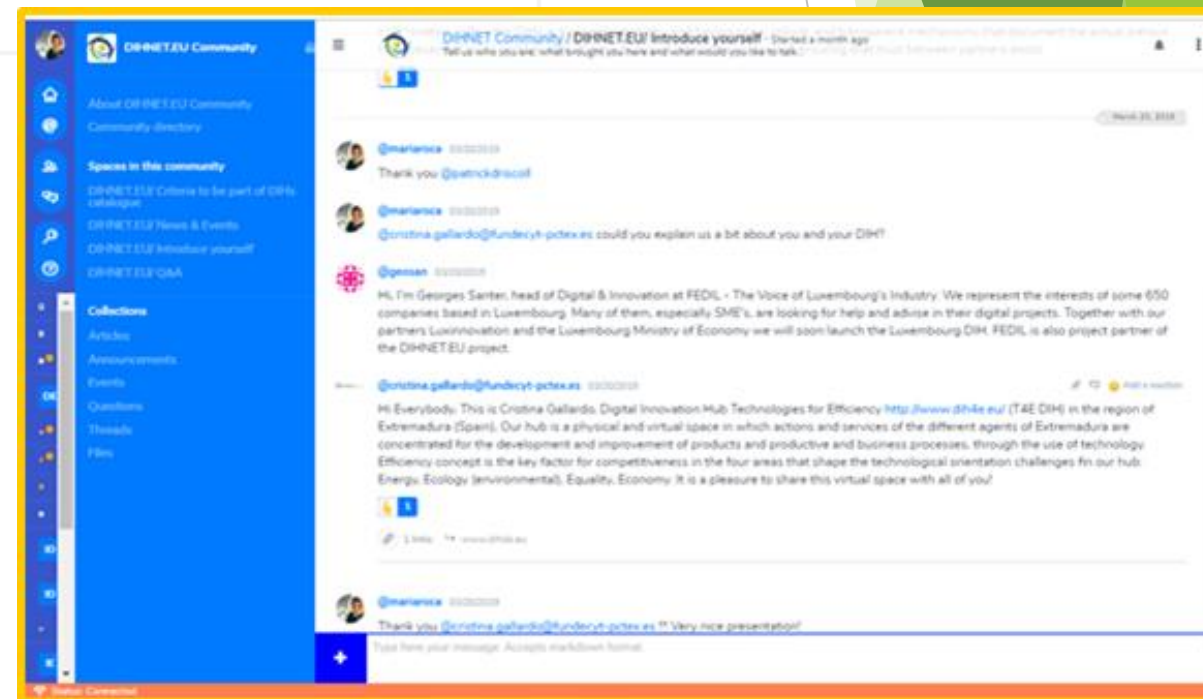 DIHNET.EU Community
About DIHNET.EU Community
Community directory
Spaces in this community
DIHNET.EU/ Criteria to be part of DIHs
catalogue
DIHNET.EU/ News & Events
DIHNET.EU/ Introduce yourself
DIHNET.EU/ Q&A
Collections
Articles
Announcements
Events
Questions
Threads
Files
DIHNET Community / DIHNET.EU/ Introduce yourself Started a month ago
Tell us who you are, what brought you here and what would you like to talk
1
@mariaroca
Thank you @patrickdriscoll
@mariaroca
@cristina.gallardo@fundecyt-pctex.es could you explain us a bit about you and your DIH?
@geosan
Hi, I'm Georges Santer, head of Digital & Innovation at FEDIL - The Voice of Luxembourg's Industry. We represent the interests of some 650
companies based in Luxembourg. Many of them, especially SME's, are looking for help and advise in their digital projects. Together with our
partners Luxinnovation and the Luxembourg Ministry of Economy we will soon launch the Luxembourg DIH. FEDIL is also project partner of
the DIHNET.EU project.
@cristina.gallardo@fundecyt-pctex.es
Add a reaction
Hi Everybody. This is Cristina Gallardo, Digital Innovation Hub Technologies for Efficiency http://www.dih4e.eu/ (T4E DIH) in the region of
Extremadura (Spain). Our hub is a physical and virtual space in which actions and services of the different agents of Extremadura are
concentrated for the development and improvement of products and productive and business processes, through the use of technology.
Efficiency concept is the key factor for competitiveness in the four areas that shape the technological orientation challenges fin our hub:
Energy, Ecology (environmental), Equality, Economy. It is a pleasure to share this virtual space with all of you!
1
1 links
@mariaroca
Thank you @cristina.gallardo@fundecyt-pctex.es !! Very nice presentation!
Type here your message. Accepts markdown format.
Status: Connected